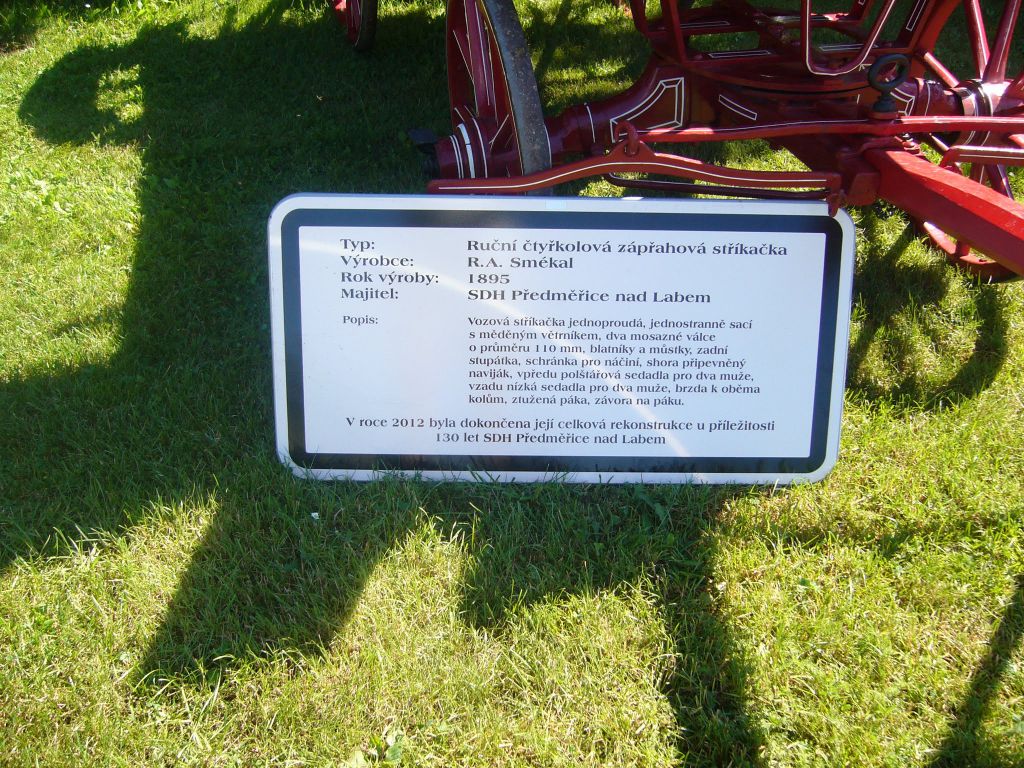 Typ: Ruční čtyřkolová zápřahová stříkačka
Výrobce: R.A. Smékal
Rok výroby: 1895
Majitel: SDH Předměřice nad Labem
Popis: Vozová stříkačka jednoproudá, jednostranně sací
s měděným větrníkem, dva mosazné válce
o průměru 110 mm, blatníky a můstky, zadní
stupátka, schránka pro náčiní, shora připevněný
naviják, vpředu polštářová sedadla pro dva muže,
vzadu nízká sedadla pro dva muže, brzda k oběma
kolům, ztužená páka, závora na páku.
V roce 2012 byla dokončena její celková rekonstrukce u příležitosti
130 let SDH Předměřice nad Labem